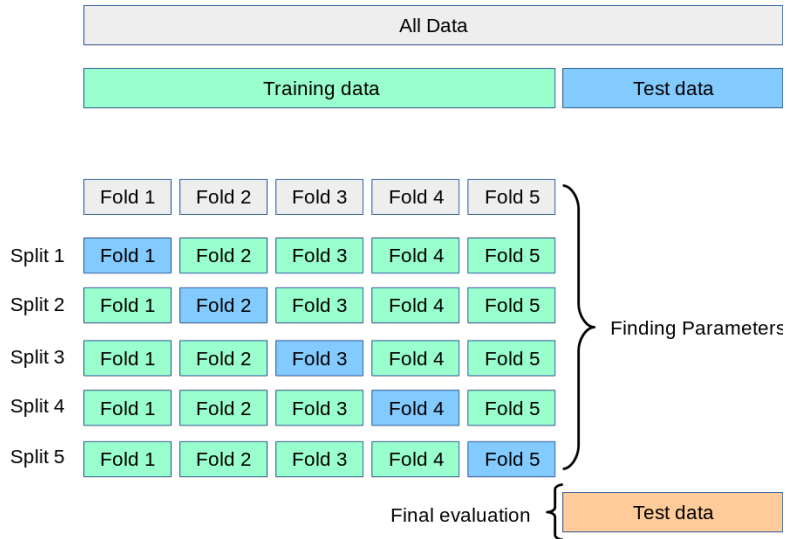 All Data
Training data Test data
Fold 1 Fold 2 Fold 3 Fold 4 Fold 5
Split 1 Fold 1 Fold 2 Fold 3 Fold 4 Fold 5
Split 2 Fold 1 Fold 2 Fold 3 Fold 4 Fold 5
Finding Parameters
Split 3 Fold 1 Fold 2 Fold 3 Fold 4 Fold 5
Split 4 Fold 1 Fold 2 Fold 3 Fold 4 Fold 5
Split 5 Fold 1 Fold 2 Fold 3 Fold 4 Fold 5
Final evaluation Test data